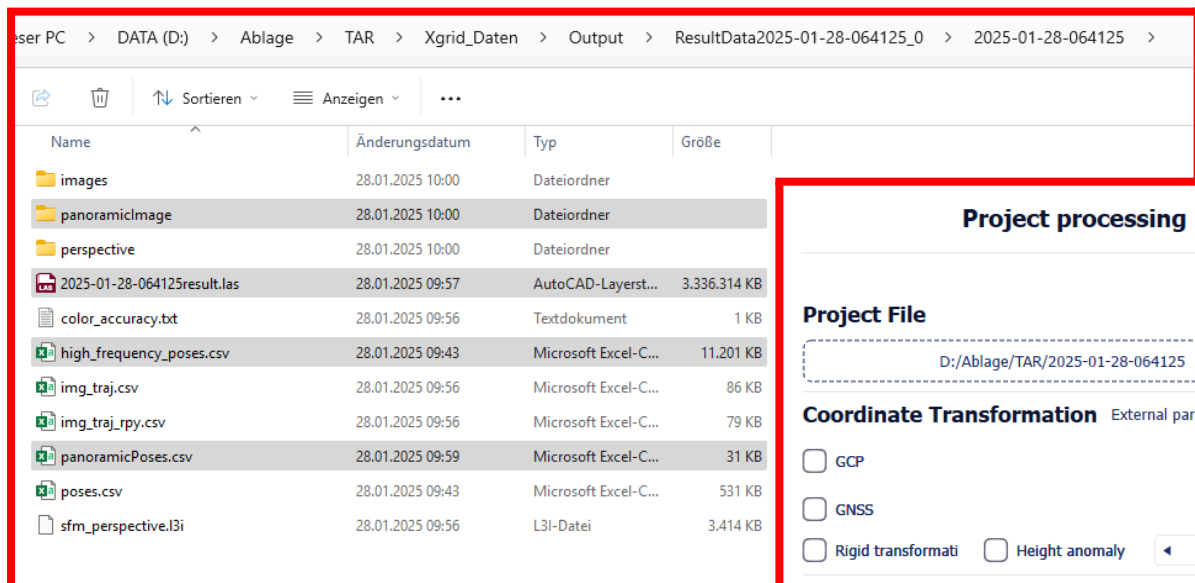 eser PC > DATA (D:) > Ablage > TAR > Xgrid_Daten > Output > ResultData2025-01-28-064125_0 > 2025-01-28-064125 >
Sortieren Anzeigen ...
Name Änderungsdatum Typ Größe
images 28.01.2025 10:00 Dateiordner
panoramicImage 28.01.2025 10:00 Dateiordner
perspective 28.01.2025 10:00 Dateiordner
2025-01-28-064125result.las 28.01.2025 09:57 AutoCAD-Layerst... 3.336.314 KB
color_accuracy.txt 28.01.2025 09:56 Textdokument 1 KB
high_frequency_poses.csv 28.01.2025 09:43 Microsoft Excel-C... 11.201 KB
img_traj.csv 28.01.2025 09:56 Microsoft Excel-C... 86 KB
img_traj_rpy.csv 28.01.2025 09:56 Microsoft Excel-C... 79 KB
panoramicPoses.csv 28.01.2025 09:59 Microsoft Excel-C... 31 KB
poses.csv 28.01.2025 09:43 Microsoft Excel-C... 531 KB
sfm_perspective.l3i 28.01.2025 09:56 L3I-Datei 3.414 KB
Project processing
Project File
D:/Ablage/TAR/2025-01-28-064125
Coordinate Transformation External par
GCP
GNSS
Rigid transformati Height anomaly